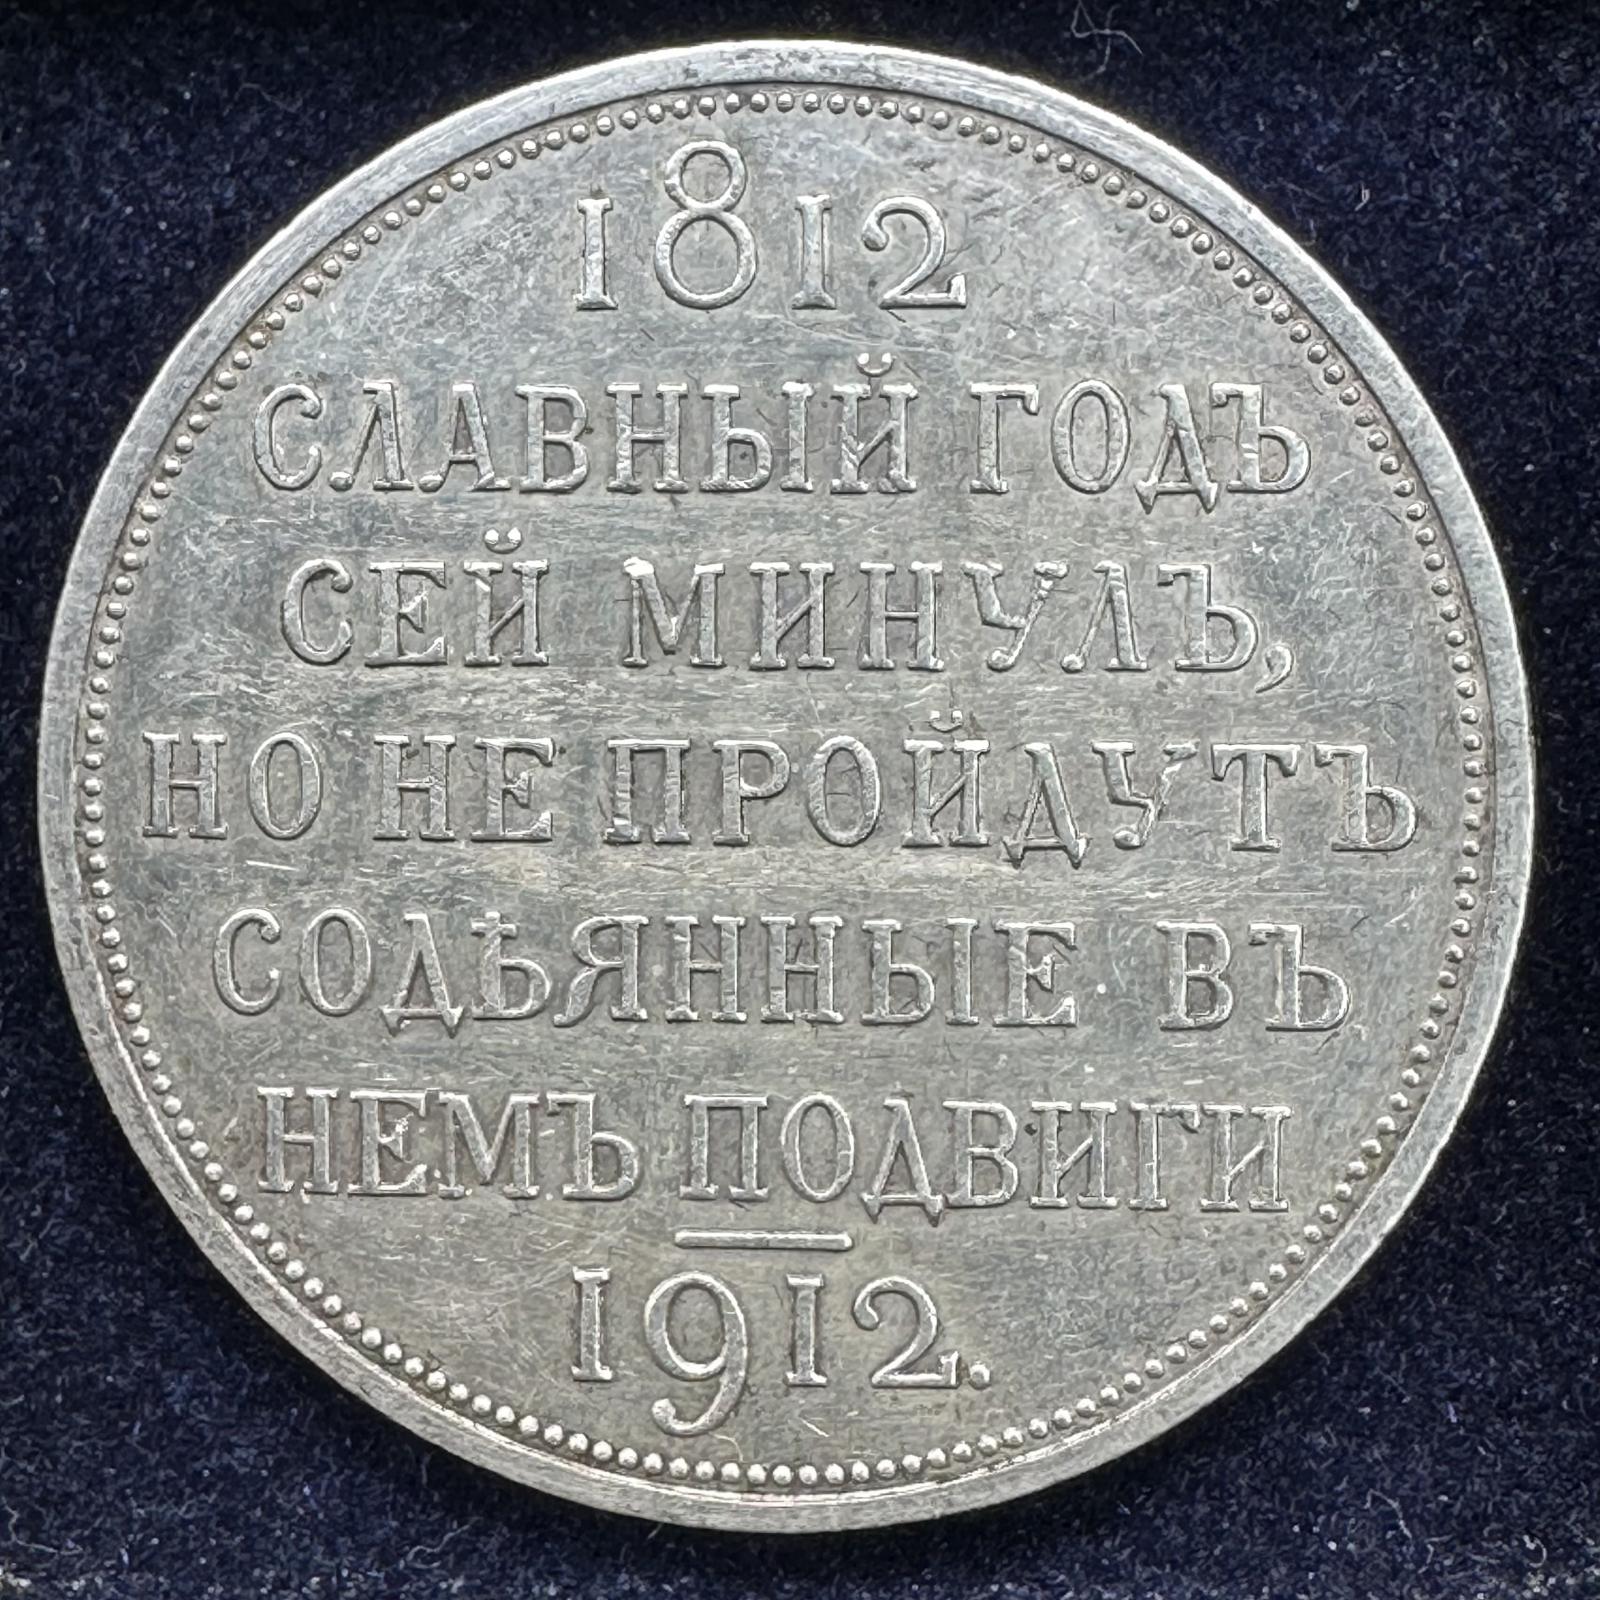 1812
СЛАВНЫЙ ГОДЪ
СЕЙ МИНУЛЪ,
НО НЕ ПРОЙДУТЪ
СОДѢЯННЫЕ ВЪ
НЕМЪ ПОДВИГИ
1912.